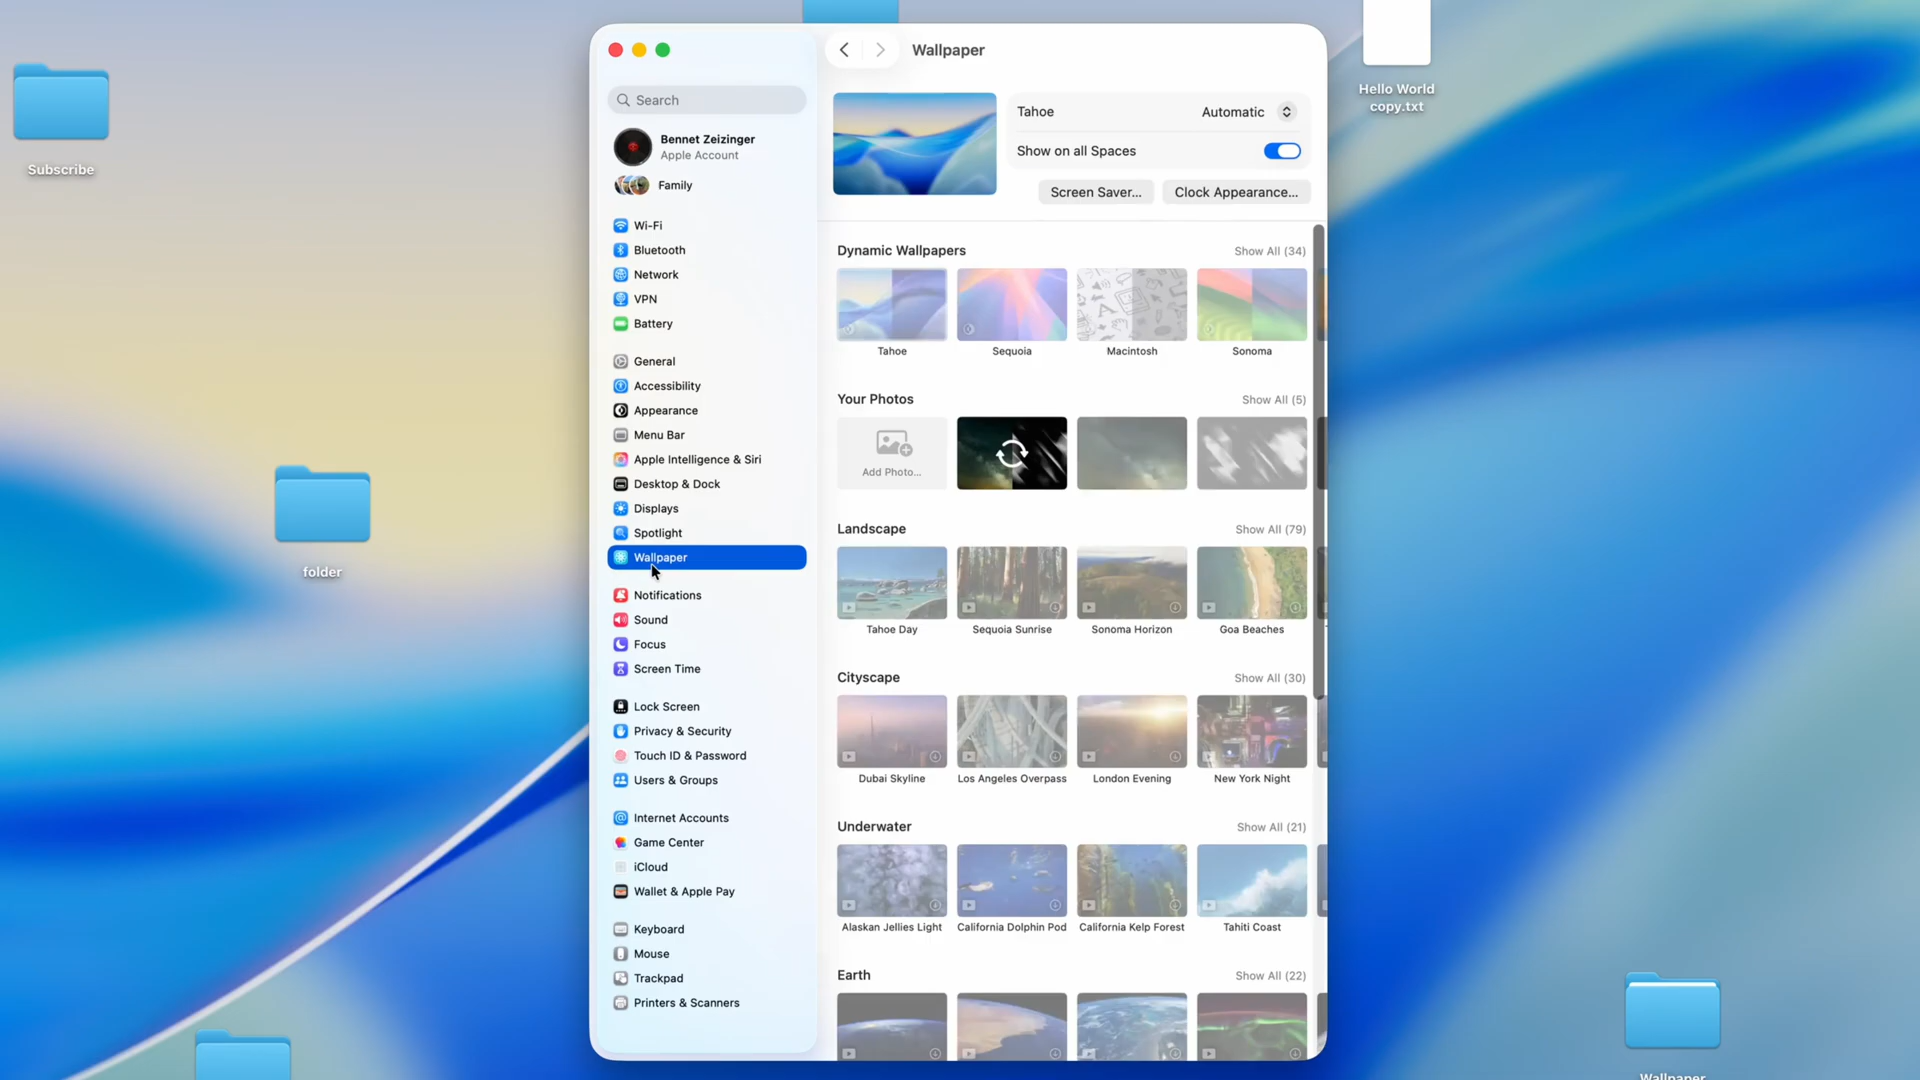 Subscribe
folder
Hello World
copy.txt
Wallpaper
Search
Bennet Zeizinger
Apple Account
Family
Wi-Fi
Bluetooth
Network
VPN
Battery
General
Accessibility
Appearance
Menu Bar
Apple Intelligence & Siri
Desktop & Dock
Displays
Spotlight
Wallpaper
Notifications
Sound
Focus
Screen Time
Lock Screen
Privacy & Security
Touch ID & Password
Users & Groups
Internet Accounts
Game Center
iCloud
Wallet & Apple Pay
Keyboard
Mouse
Trackpad
Printers & Scanners
Wallpaper
Tahoe Automatic
Show on all Spaces
Screen Saver... Clock Appearance...
Dynamic Wallpapers Show All (34)
Tahoe Sequoia Macintosh Sonoma
Your Photos Show All (5)
Add Photo...
Landscape Show All (79)
Tahoe Day Sequoia Sunrise Sonoma Horizon Goa Beaches
Cityscape Show All (30)
Dubai Skyline Los Angeles Overpass London Evening New York Night
Underwater Show All (21)
Alaskan Jellies Light California Dolphin Pod California Kelp Forest Tahiti Coast
Earth Show All (22)